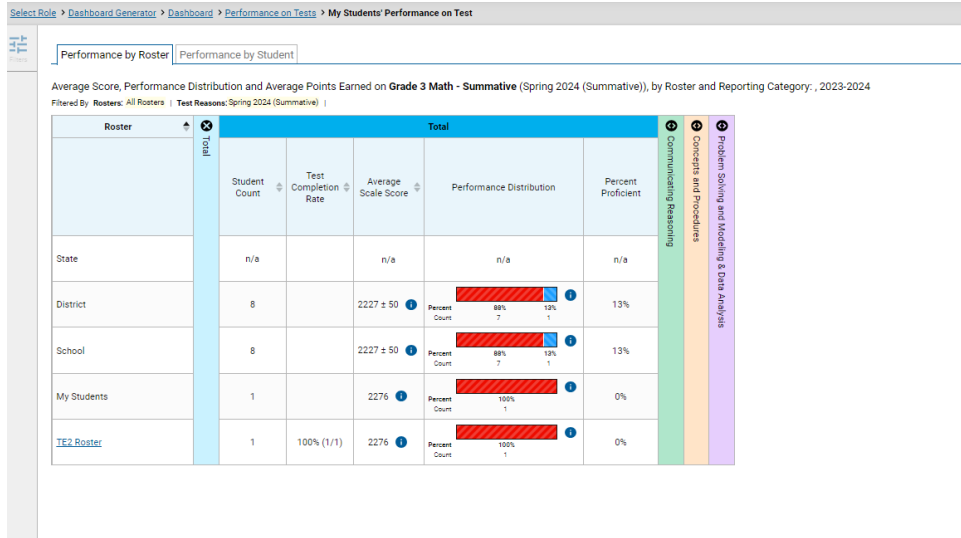 Select Role > Dashboard Generator > Dashboard > Performance on Tests > My Students' Performance on Test
Filters
Performance by Roster
Performance by Student
Average Score, Performance Distribution and Average Points Earned on Grade 3 Math - Summative (Spring 2024 (Summative)), by Roster and Reporting Category: , 2023-2024
Filtered By Rosters: All Rosters | Test Reasons: Spring 2024 (Summative) |
Roster
Total
Total
Student Count
Test Completion Rate
Average Scale Score
Performance Distribution
Percent Proficient
Communicating Reasoning
Concepts and Procedures
Problem Solving and Modeling & Data Analysis
State n/a n/a n/a n/a
District 8 2227 ± 50 Percent 88% 13% 13%
Count 7 1
School 8 2227 ± 50 Percent 88% 13% 13%
Count 7 1
My Students 1 2276 Percent 100% 0%
Count 1
TE2 Roster 1 100% (1/1) 2276 Percent 100% 0%
Count 1